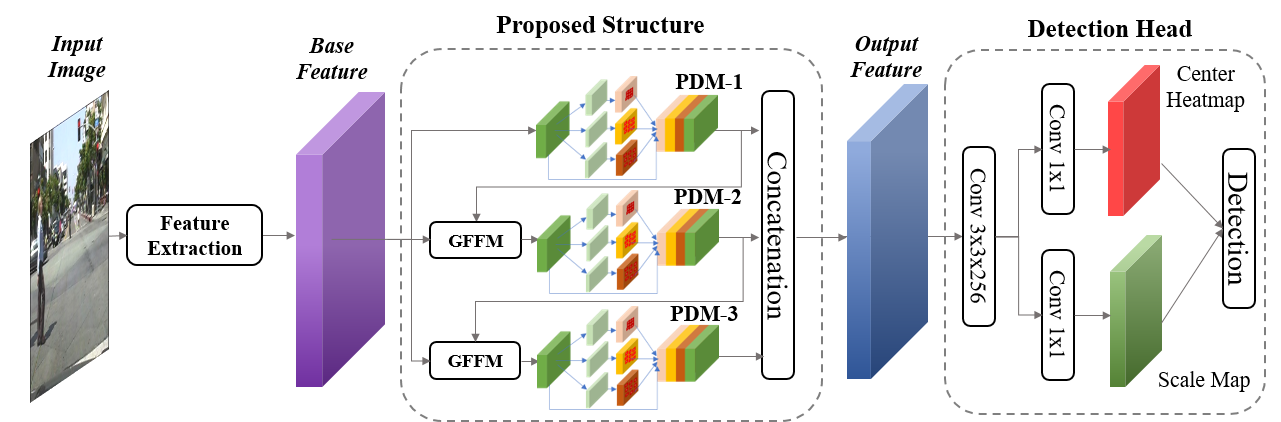 Input
Image
Feature
Extraction
Base
Feature
Proposed Structure
PDM-1
PDM-2
GFFM
PDM-3
GFFM
Concatenation
Output
Feature
Detection Head
Conv 3x3x256
Conv 1x1
Center
Heatmap
Conv 1x1
Scale Map
Detection